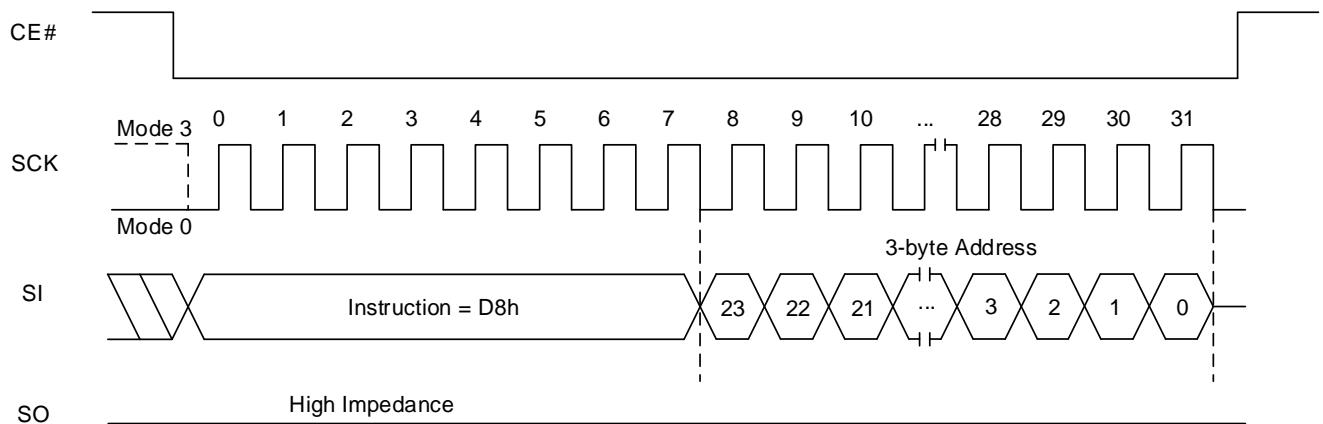 CE#
0 1 2 3 4 5 6 7 8 9 10 ... 28 29 30 31
Mode 3
SCK
Mode 0
3-byte Address
SI
Instruction = D8h 23 22 21 ... 3 2 1 0
High Impedance
SO